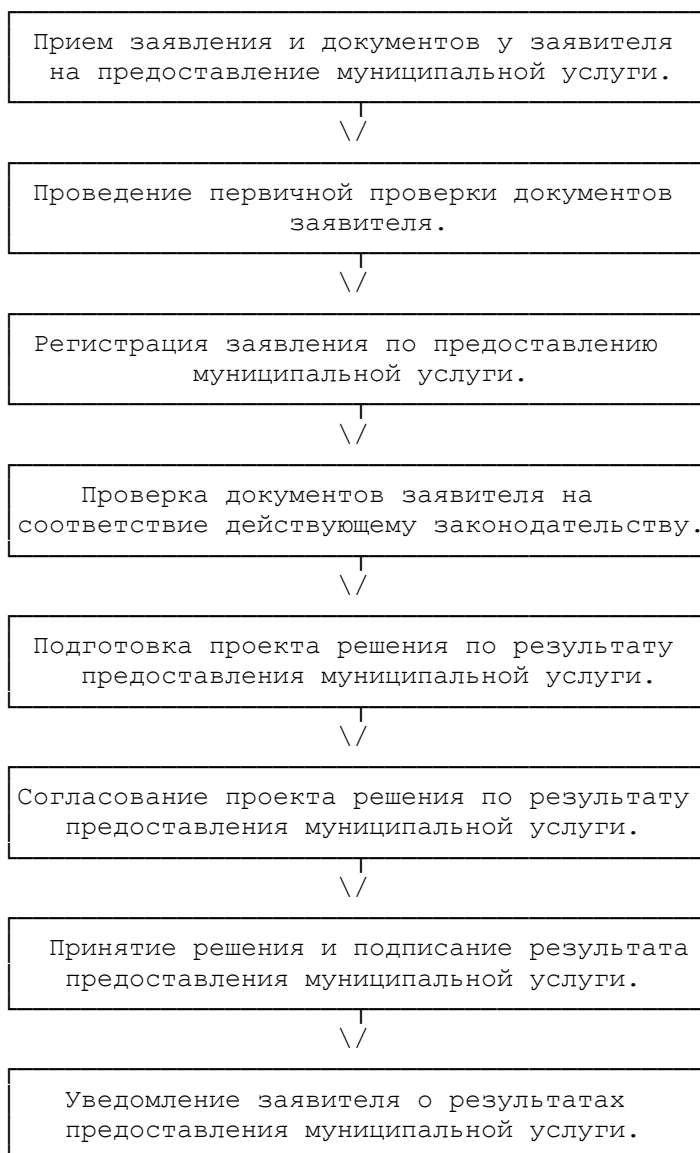 Прием заявления и документов у заявителя
на предоставление муниципальной услуги.
\/
Проведение первичной проверки документов
заявителя.
\/
Регистрация заявления по предоставлению
муниципальной услуги.
\/
Проверка документов заявителя на
соответствие действующему законодательству.
\/
Подготовка проекта решения по результату
предоставления муниципальной услуги.
\/
Согласование проекта решения по результату
предоставления муниципальной услуги.
\/
Принятие решения и подписание результата
предоставления муниципальной услуги.
\/
Уведомление заявителя о результатах
предоставления муниципальной услуги.